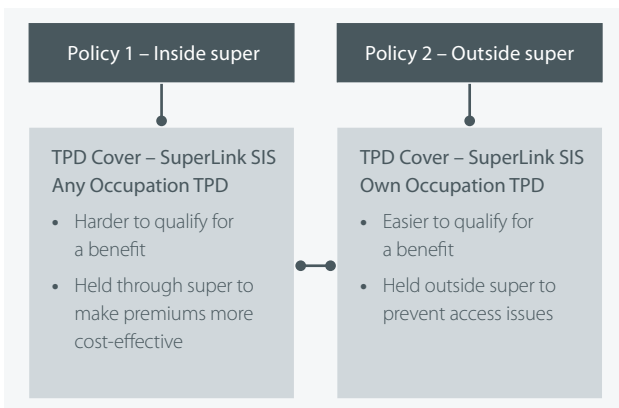 Policy 1 – Inside super
TPD Cover – SuperLink SIS
Any Occupation TPD
• Harder to qualify for
a benefit
• Held through super to
make premiums more
cost-effective
Policy 2 – Outside super
TPD Cover – SuperLink SIS
Own Occupation TPD
• Easier to qualify for
a benefit
• Held outside super to
prevent access issues